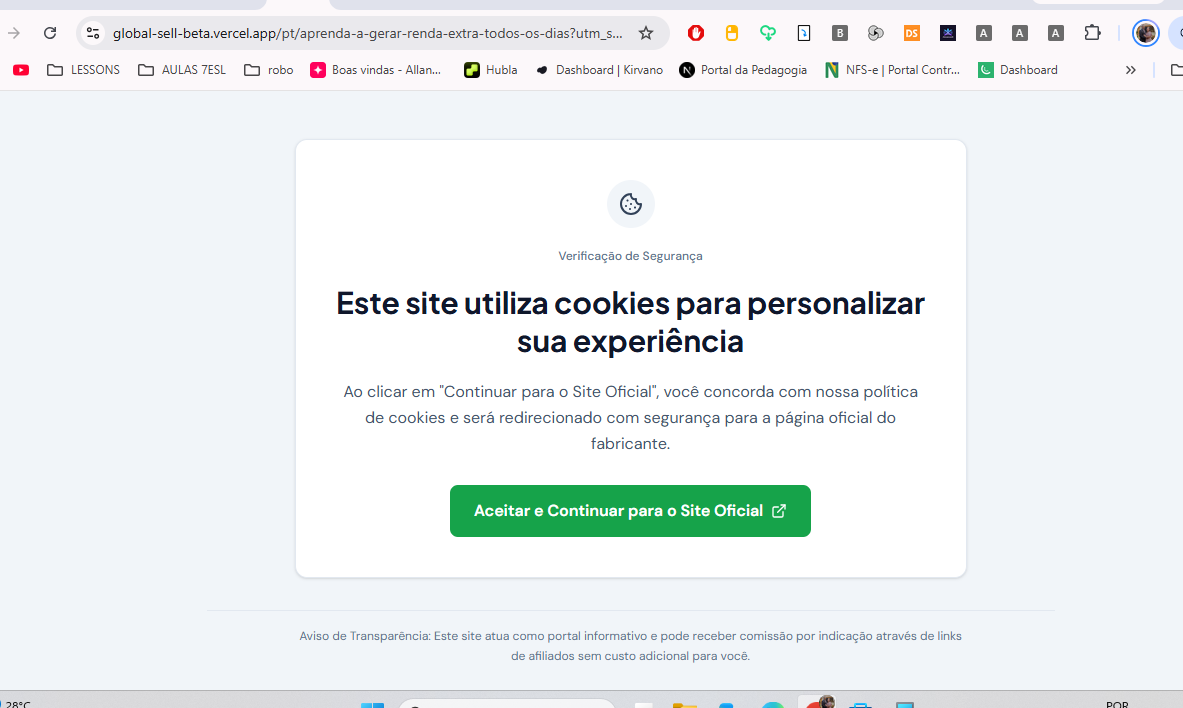 global-sell-beta.vercel.app/pt/aprenda-a-gerar-renda-extra-todos-os-dias?utm_s...
B
DS
A
A
A
LESSONS
AULAS 7ESL
robo
Boas vindas - Allan...
Hubla
Dashboard | Kirvano
N
Portal da Pedagogia
N
NFS-e | Portal Contr...
Dashboard
»
Verificação de Segurança
Este site utiliza cookies para personalizar
sua experiência
Ao clicar em "Continuar para o Site Oficial", você concorda com nossa política
de cookies e será redirecionado com segurança para a página oficial do
fabricante.
Aceitar e Continuar para o Site Oficial
Aviso de Transparência: Este site atua como portal informativo e pode receber comissão por indicação através de links
de afiliados sem custo adicional para você.
28°C
POR